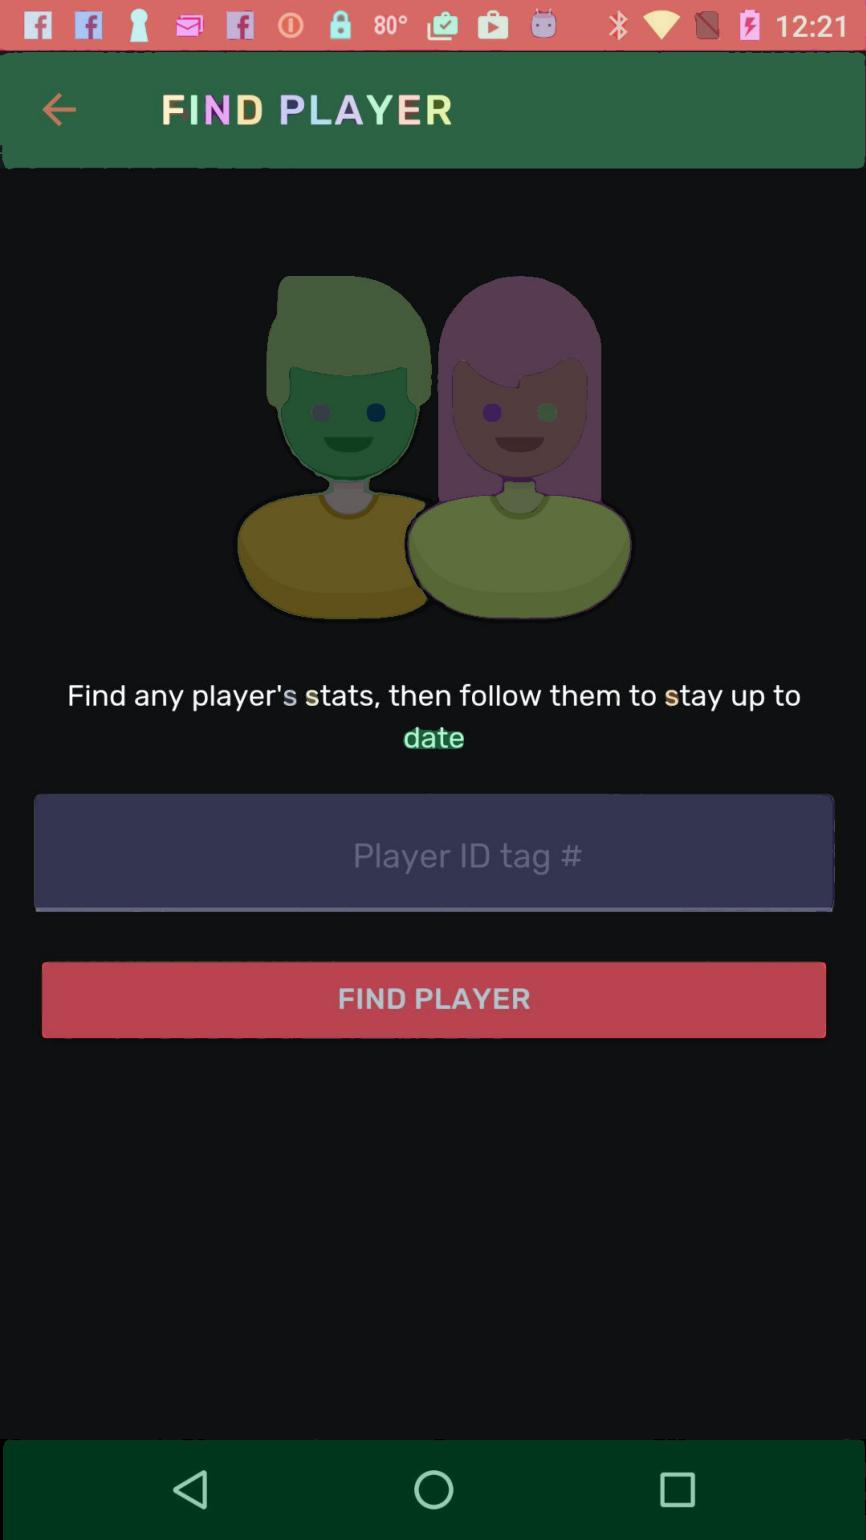 80° 12:21
FIND PLAYER
Find any player's stats, then follow them to stay up to
date
Player ID tag #
FIND PLAYER